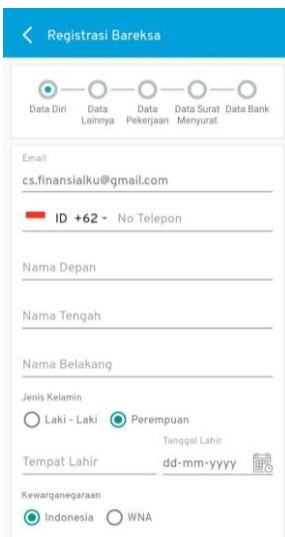 Registrasi Bareksa
Data Diri
Data Lainnya
Data Pekerjaan
Data Surat Menyurat
Data Bank
Email
cs.finansialku@gmail.com
ID +62 No Telepon
Nama Depan
Nama Tengah
Nama Belakang
Jenis Kelamin
Laki - Laki Perempuan
Tanggal Lahir
Tempat Lahir dd-mm-yyyy
Kewarganegaraan
Indonesia WNA